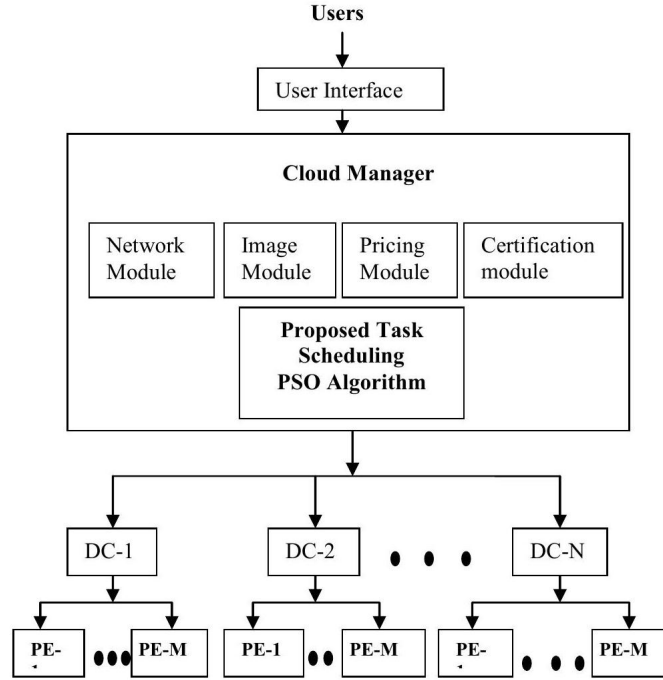 Users
User Interface
Cloud Manager
Network
Module
Image
Module
Pricing
Module
Certification
module
Proposed Task
Scheduling
PSO Algorithm
DC-1
DC-2
DC-N
PE-
PE-M
PE-1
PE-M
PE-
PE-M